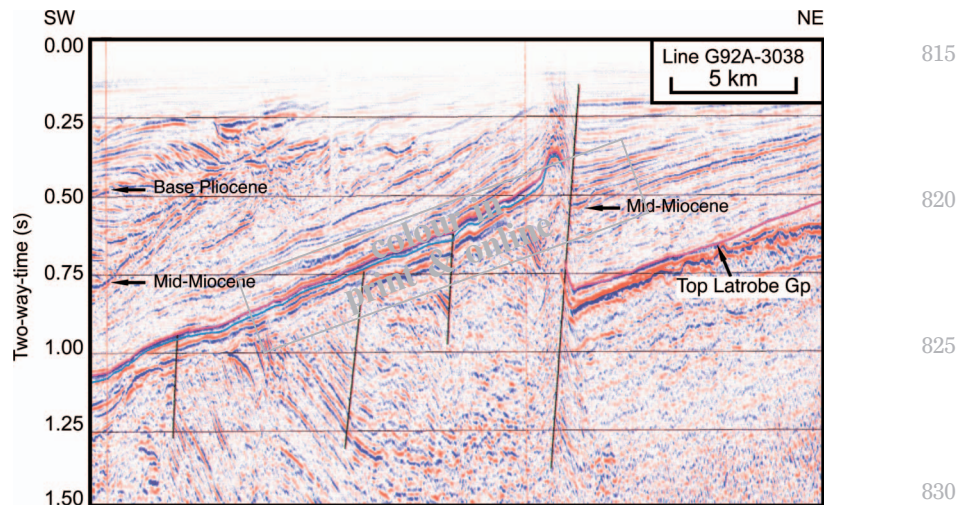 SW
NE
815
Line G92A-3038
5 km
0.00
0.25
0.50
0.75
1.00
1.25
1.50
Two-way-time (s)
Base Pliocene
Mid-Miocene
Mid-Miocene
Top Latrobe Gp
colour in
print & online
820
825
830